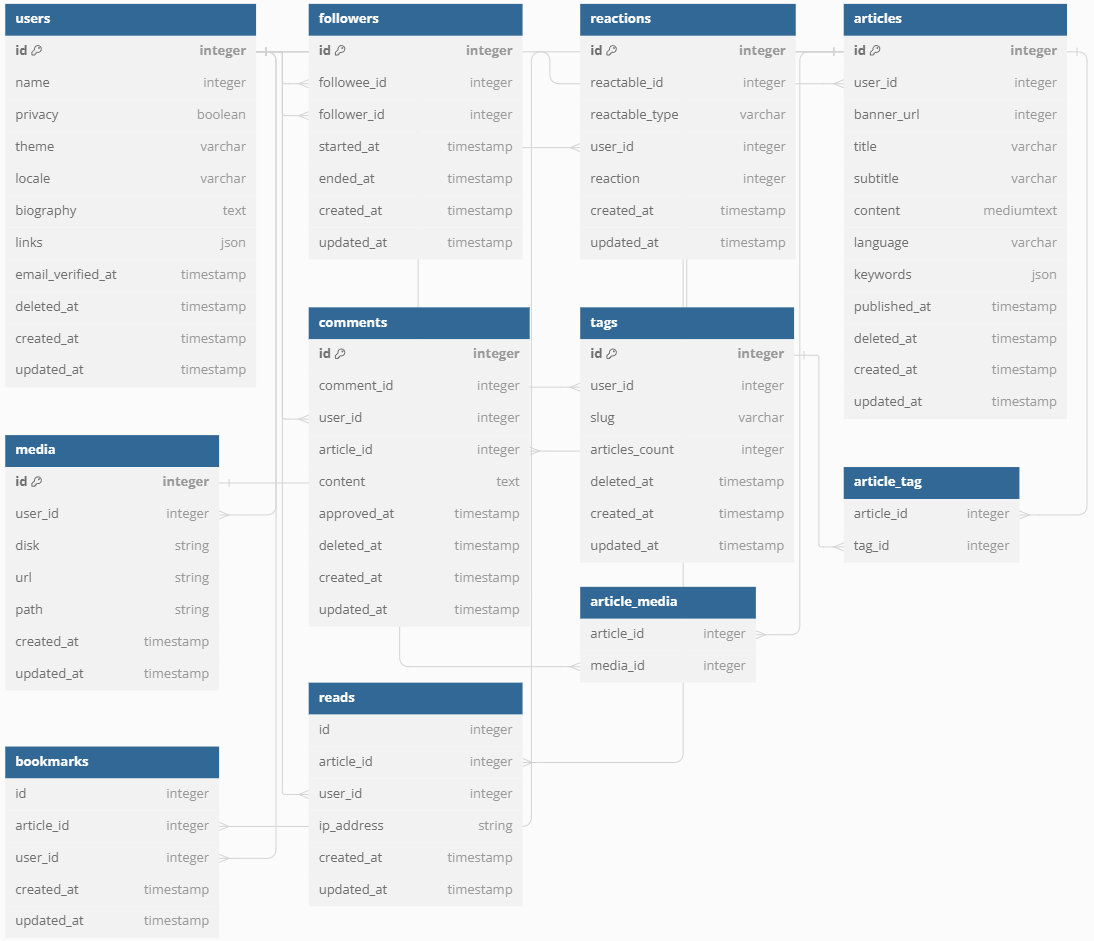 users
id integer
name integer
privacy boolean
theme varchar
locale varchar
biography text
links json
email_verified_at timestamp
deleted_at timestamp
created_at timestamp
updated_at timestamp
followers
id integer
followee_id integer
follower_id integer
started_at timestamp
ended_at timestamp
created_at timestamp
updated_at timestamp
reactions
id integer
reactable_id integer
reactable_type varchar
user_id integer
reaction integer
created_at timestamp
updated_at timestamp
articles
id integer
user_id integer
banner_url integer
title varchar
subtitle varchar
content mediumtext
language varchar
keywords json
published_at timestamp
deleted_at timestamp
created_at timestamp
updated_at timestamp
comments
id integer
comment_id integer
user_id integer
article_id integer
content text
approved_at timestamp
deleted_at timestamp
created_at timestamp
updated_at timestamp
tags
id integer
user_id integer
slug varchar
articles_count integer
deleted_at timestamp
created_at timestamp
updated_at timestamp
media
id integer
user_id integer
disk string
url string
path string
created_at timestamp
updated_at timestamp
article_tag
article_id integer
tag_id integer
article_media
article_id integer
media_id integer
reads
id integer
article_id integer
user_id integer
ip_address string
created_at timestamp
updated_at timestamp
bookmarks
id integer
article_id integer
user_id integer
created_at timestamp
updated_at timestamp